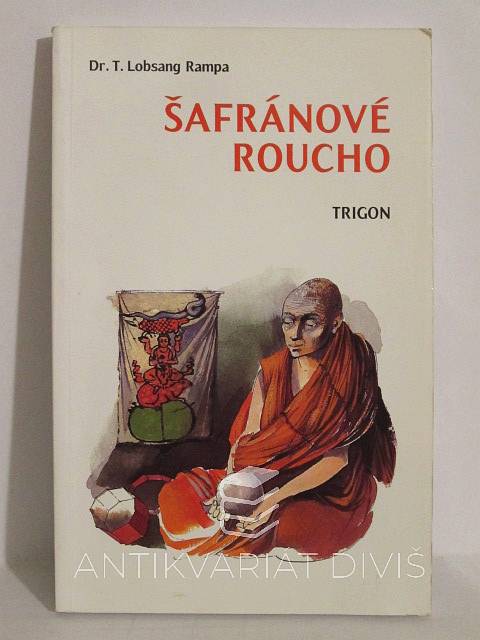 Dr. T. Lobsang Rampa
ŠAFRÁNOVÉ
ROUCHO
TRIGON
ANTIKVARIÁT DIVIŠ